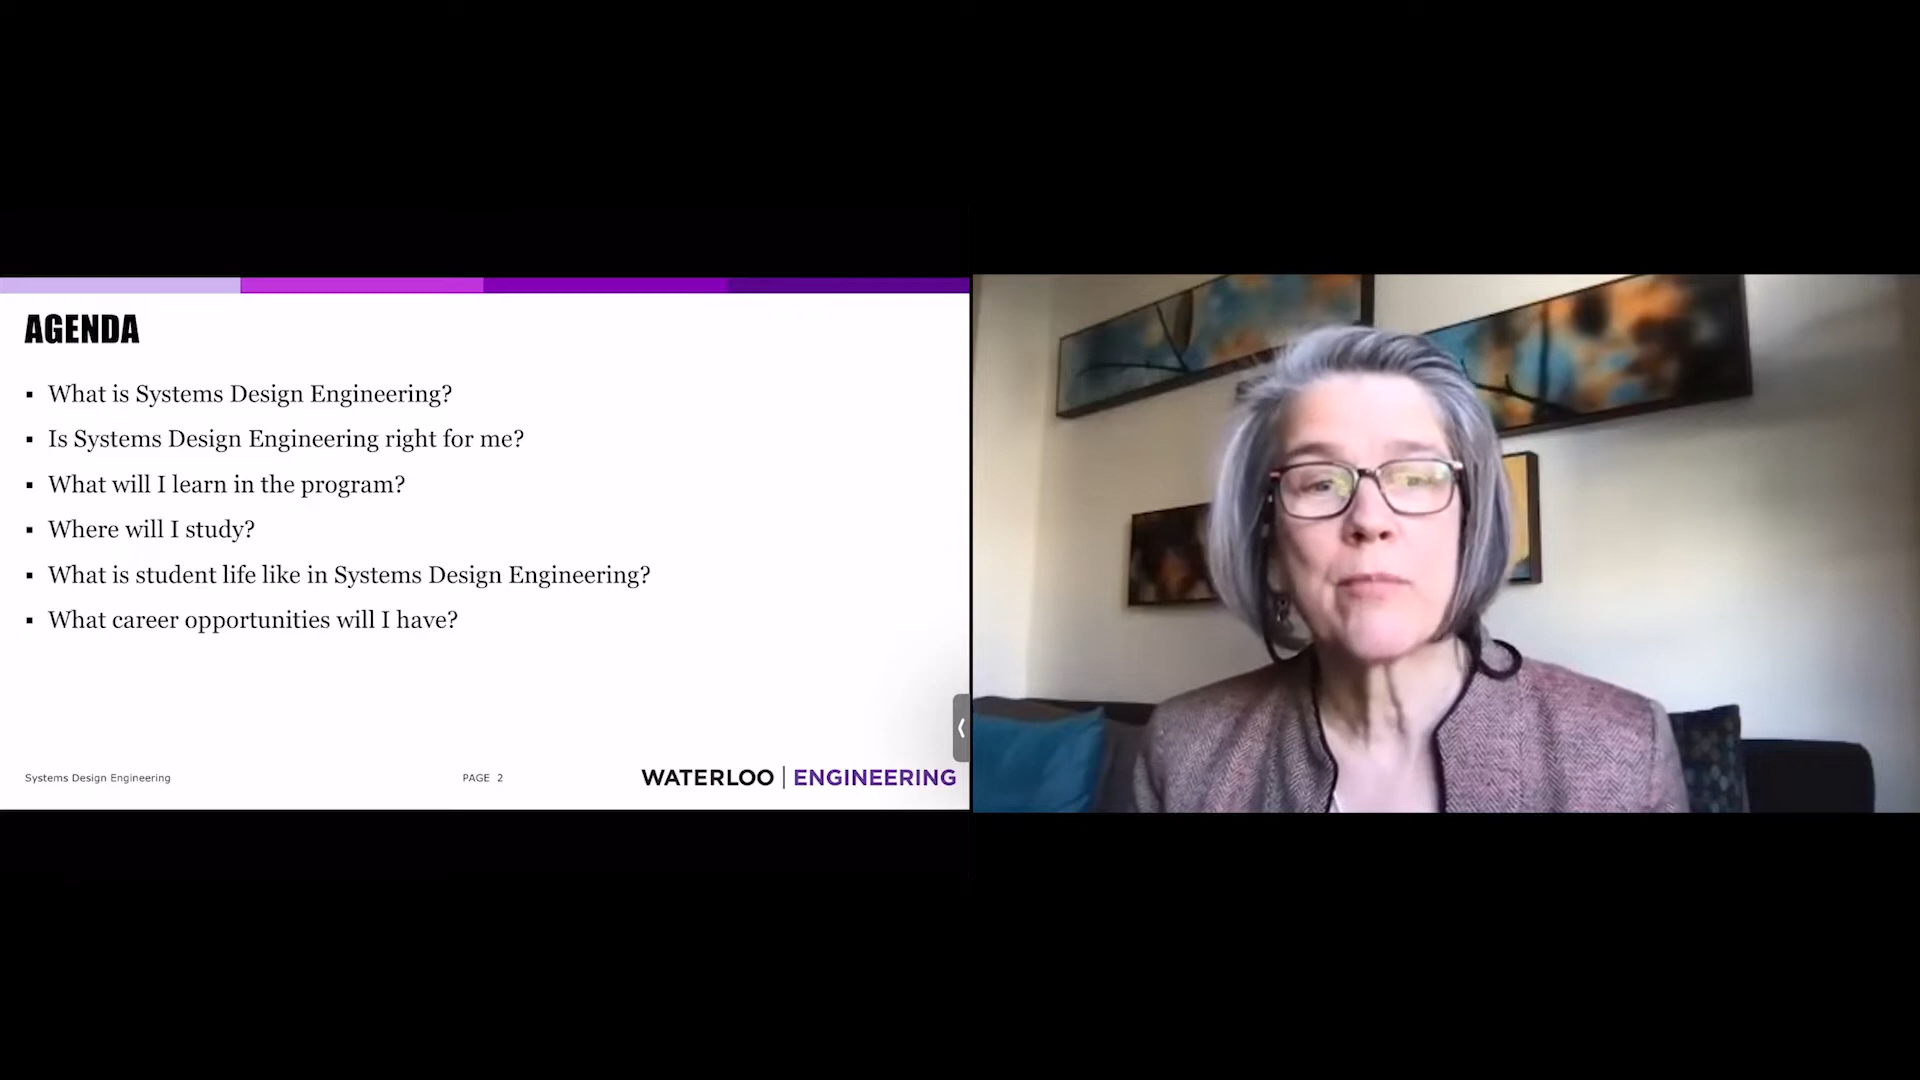 AGENDA
▪ What is Systems Design Engineering?
▪ Is Systems Design Engineering right for me?
▪ What will I learn in the program?
▪ Where will I study?
▪ What is student life like in Systems Design Engineering?
▪ What career opportunities will I have?
Systems Design Engineering
PAGE 2
WATERLOO | ENGINEERING